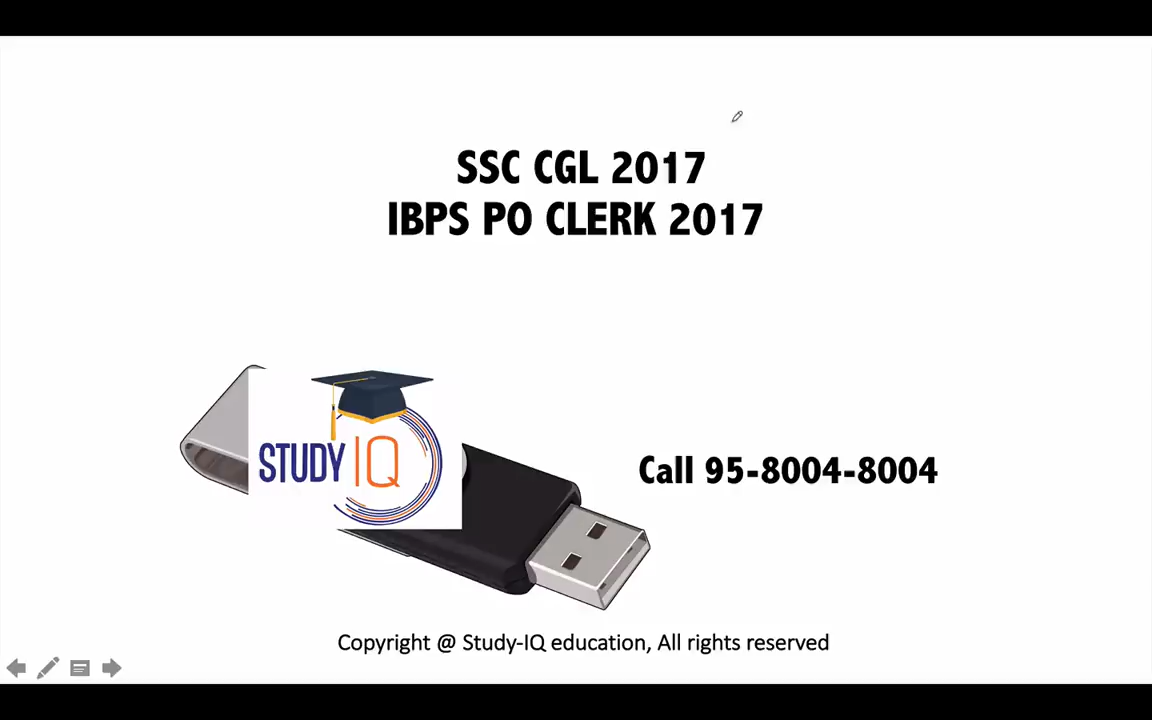 SSC CGL 2017
IBPS PO CLERK 2017
STUDY IQ
Call 95-8004-8004
Copyright @ Study-IQ education, All rights reserved